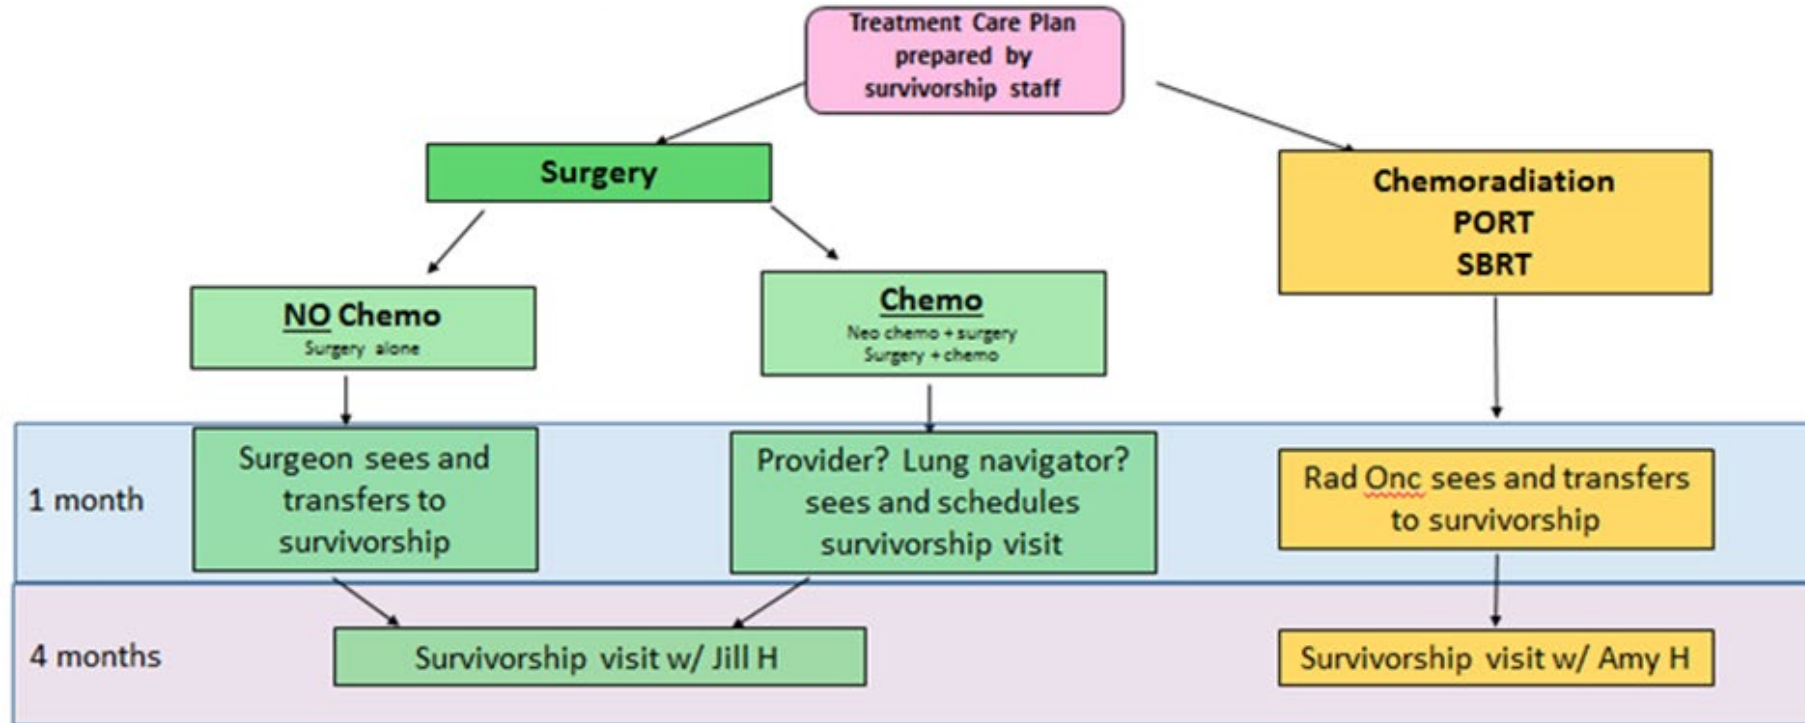 Treatment Care Plan
prepared by
survivorship staff
Surgery
Chemoradiation
PORT
SBRT
NO Chemo
Surgery alone
Chemo
Neo chemo + surgery
Surgery + chemo
1 month
Surgeon sees and
transfers to
survivorship
Provider? Lung navigator?
sees and schedules
survivorship visit
Rad Onc sees and transfers
to survivorship
4 months
Survivorship visit w/ Jill H
Survivorship visit w/ Amy H